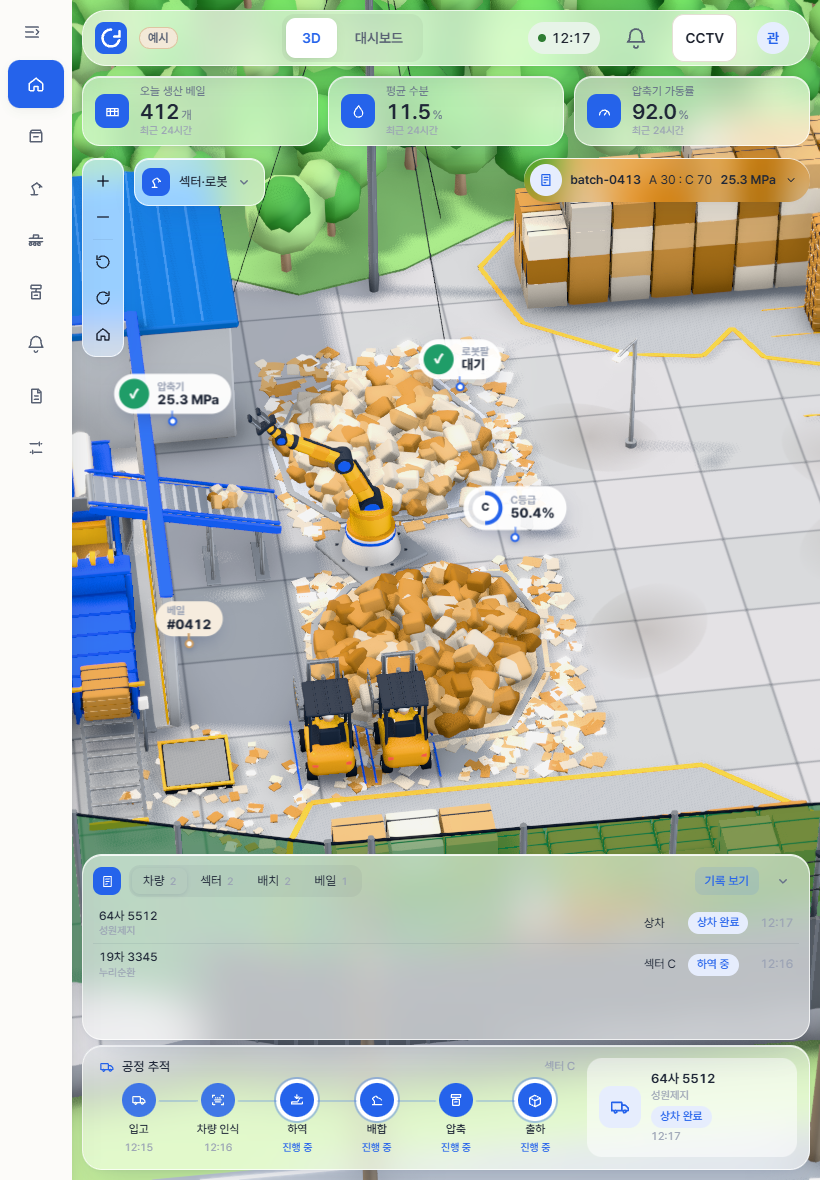 예시
3D
대시보드
12:17
CCTV
관
오늘 생산 베일
412개
최근 24시간
평균 수분
11.5%
최근 24시간
압축기 가동률
92.0%
최근 24시간
섹터·로봇
batch-0413 A 30 : C 70 25.3 MPa
로봇팔
대기
압축기
25.3 MPa
C
C등급
50.4%
베일
#0412
차량 2
섹터 2
배치 2
베일 1
기록 보기
64사 5512
성원제지
상차
상차 완료
12:17
19차 3345
누리순환
섹터 C
하역 중
12:16
공정 추적
섹터 C
입고
12:15
차량 인식
12:16
하역
진행 중
배합
진행 중
압축
진행 중
출하
진행 중
64사 5512
성원제지
상차 완료
12:17